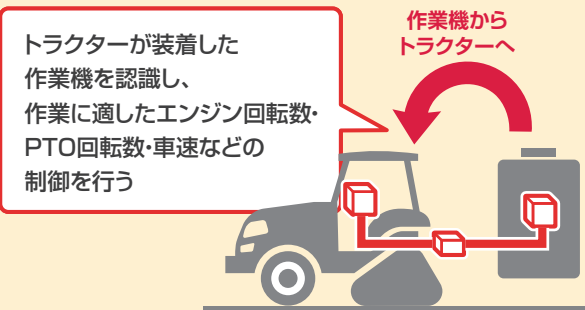 トラクターが装着した
作業機を認識し、
作業に適したエンジン回転数・
PTO回転数・車速などの
制御を行う
作業機から
トラクターへ